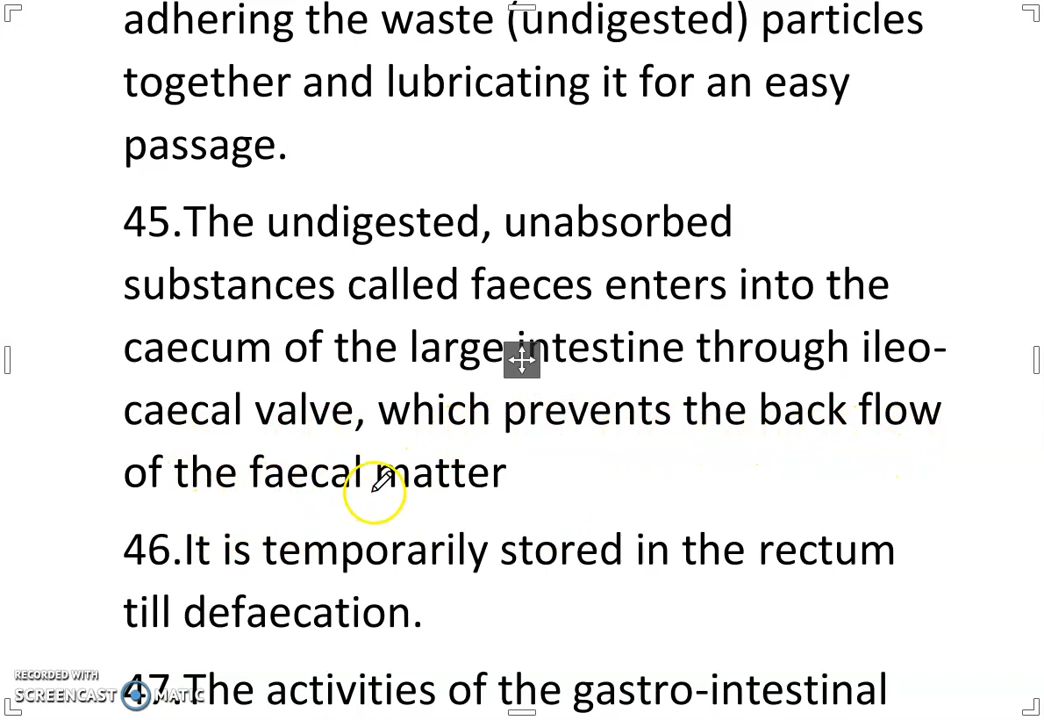 adhering the waste (undigested) particles
together and lubricating it for an easy
passage.
45.The undigested, unabsorbed
substances called faeces enters into the
caecum of the large intestine through ileo-
caecal valve, which prevents the back flow
of the faecal matter
46.It is temporarily stored in the rectum
till defaecation.
RECORDED WITH
SCREENCAST MATIC
47.The activities of the gastro-intestinal